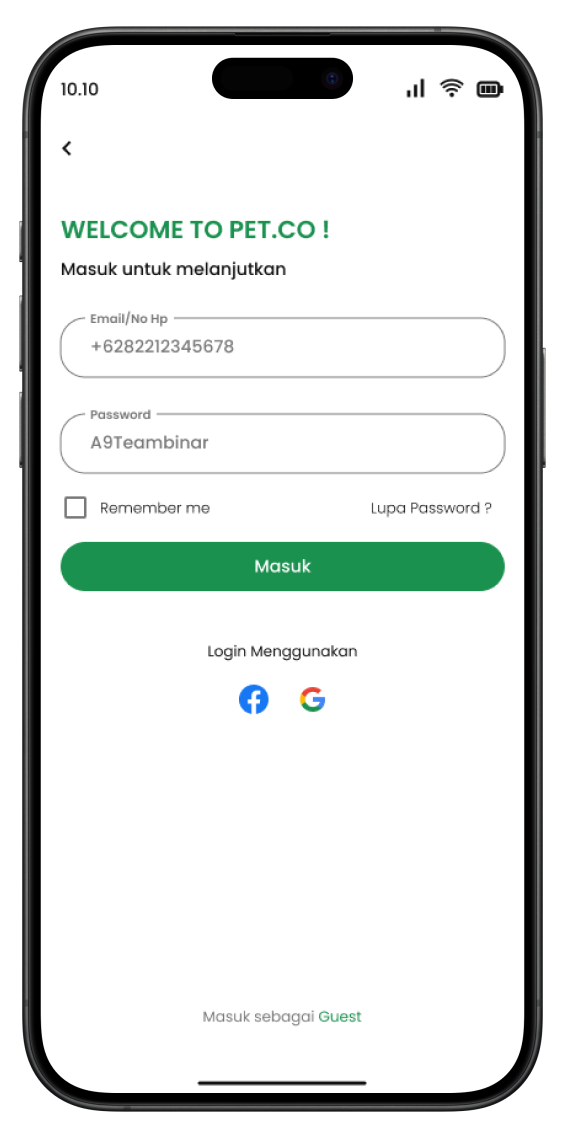 10.10
WELCOME TO PET.CO !
Masuk untuk melanjutkan
Email/No Hp
+6282212345678
Password
A9Teambinar
Remember me
Lupa Password ?
Masuk
Login Menggunakan
Masuk sebagai Guest